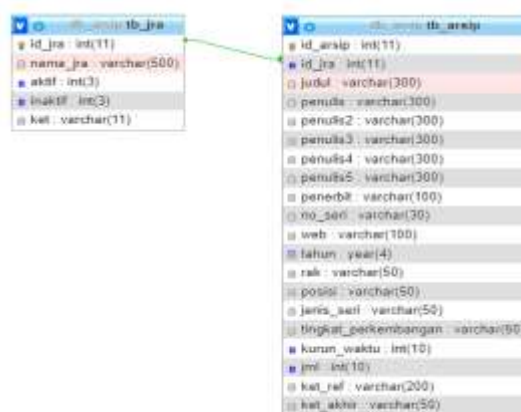 db_arsip tb_jra
id_jra : int(11)
nama_jra : varchar(500)
aktif : int(3)
inaktif : int(3)
ket : varchar(11)
db_arsip tb_arsip
id_arsip : int(11)
id_jra : int(11)
judul : varchar(300)
penulis : varchar(300)
penulis2 : varchar(300)
penulis3 : varchar(300)
penulis4 : varchar(300)
penulis5 : varchar(300)
penerbit : varchar(100)
no_seri : varchar(30)
web : varchar(100)
tahun : year(4)
rak : varchar(50)
posisi : varchar(50)
jenis_seri : varchar(50)
tingkat_perkembangan : varchar(50
kurun_waktu : int(10)
jml : int(10)
ket_ref : varchar(200)
ket_akhir : varchar(50)